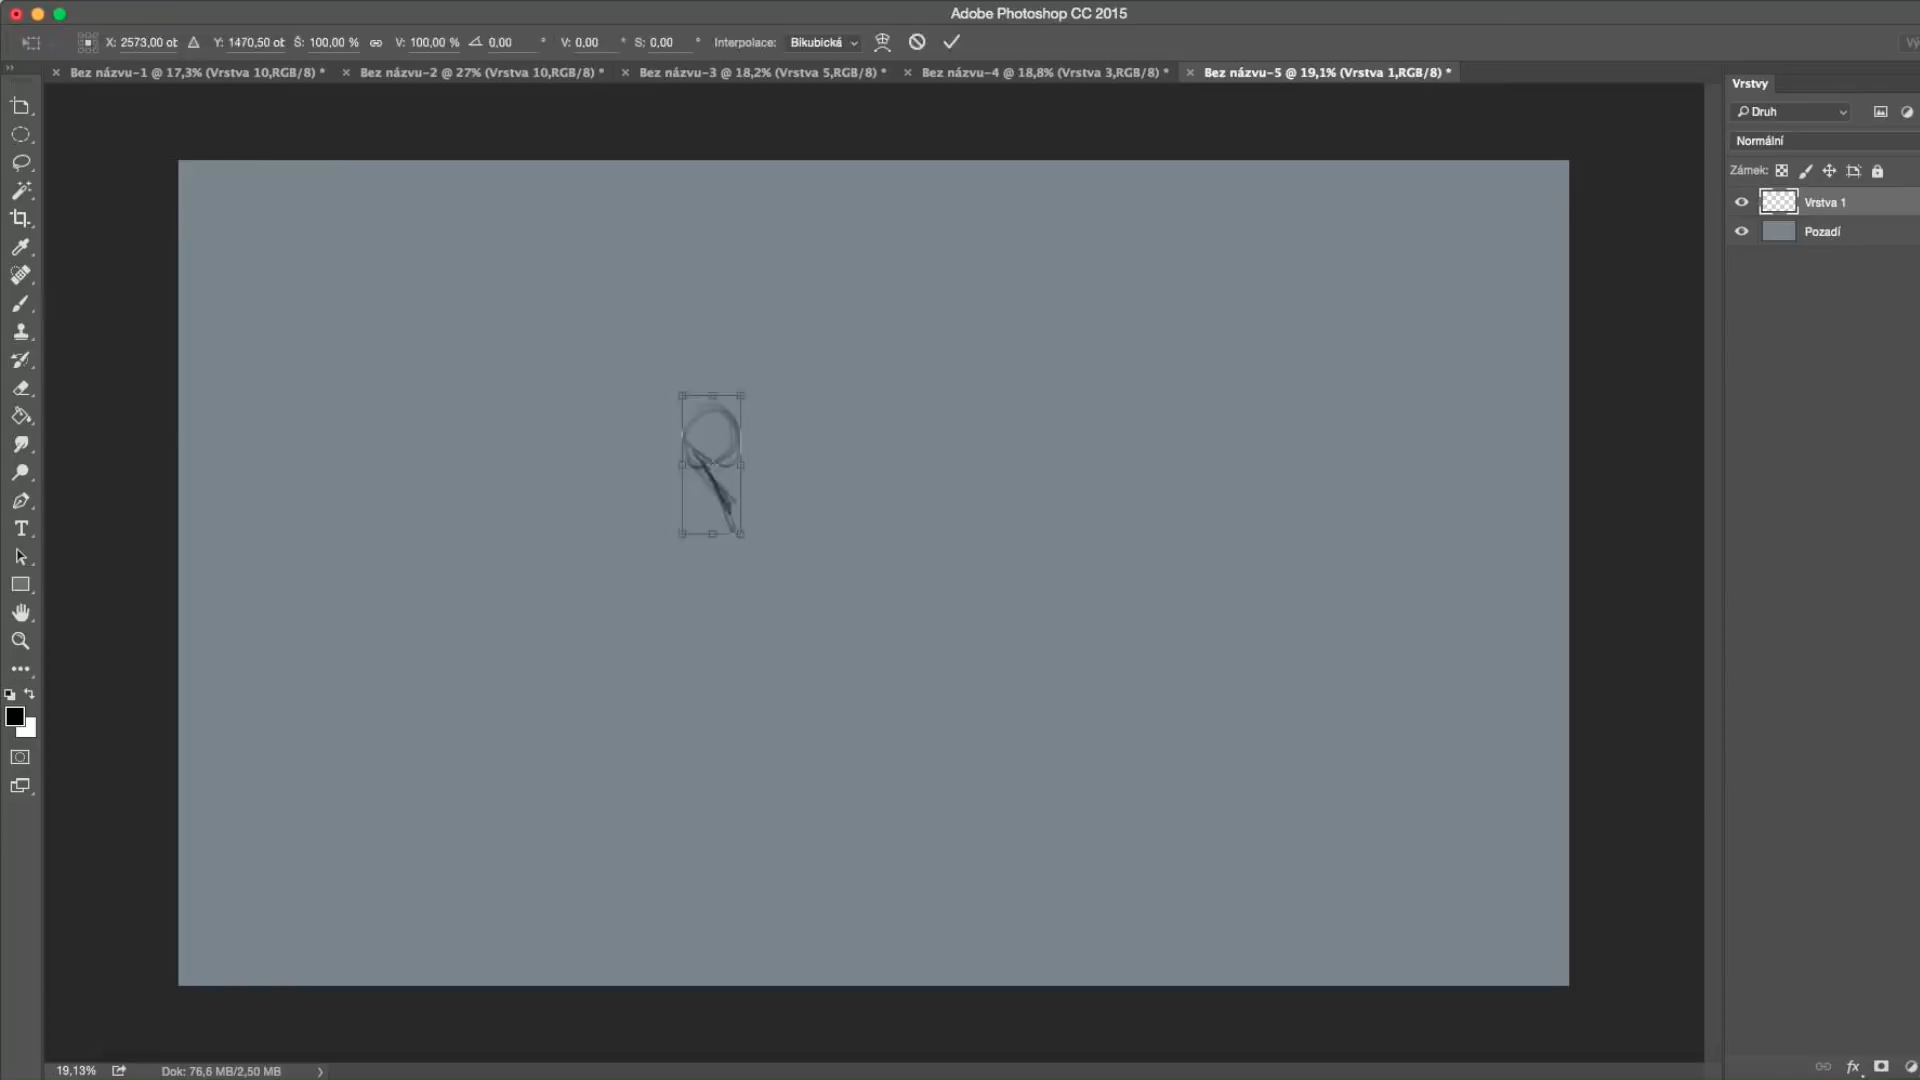 Adobe Photoshop CC 2015
X: 2573,00 ot Y: 1470,50 ot Š: 100,00 % V: 100,00 % 0,00 ° V: 0,00 ° S: 0,00 ° Interpolace: Bikubická Vý
Bez názvu-1 @ 17,3% (Vrstva 10,RGB/8) * Bez názvu-2 @ 27% (Vrstva 10,RGB/8) * Bez názvu-3 @ 18,2% (Vrstva 5,RGB/8) * Bez názvu-4 @ 18,8% (Vrstva 3,RGB/8) * Bez názvu-5 @ 19,1% (Vrstva 1,RGB/8) *
Vrstvy
Druh
Normální
Zámek:
Vrstva 1
Pozadí
T
fx
19,13% Dok: 76,6 MB/2,50 MB